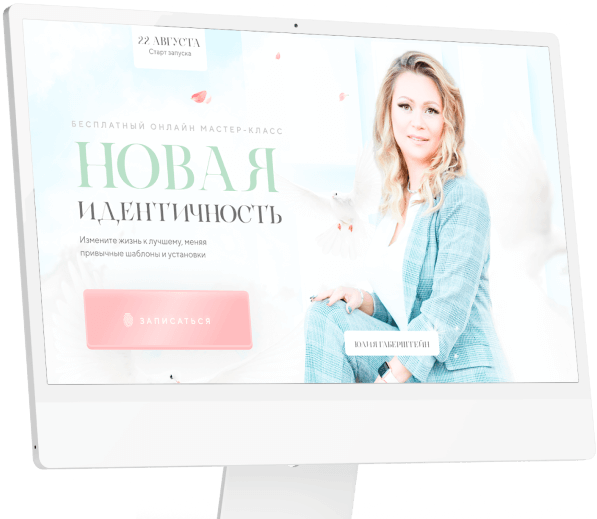 22 АВГУСТА
Старт запуска
БЕСПЛАТНЫЙ ОНЛАЙН МАСТЕР-КЛАСС
НОВАЯ
ИДЕНТИЧНОСТЬ
Измените жизнь к лучшему, меняя
привычные шаблоны и установки
ЗАПИСАТЬСЯ
ЮЛИЯ ГАБЕРШТЕЙН